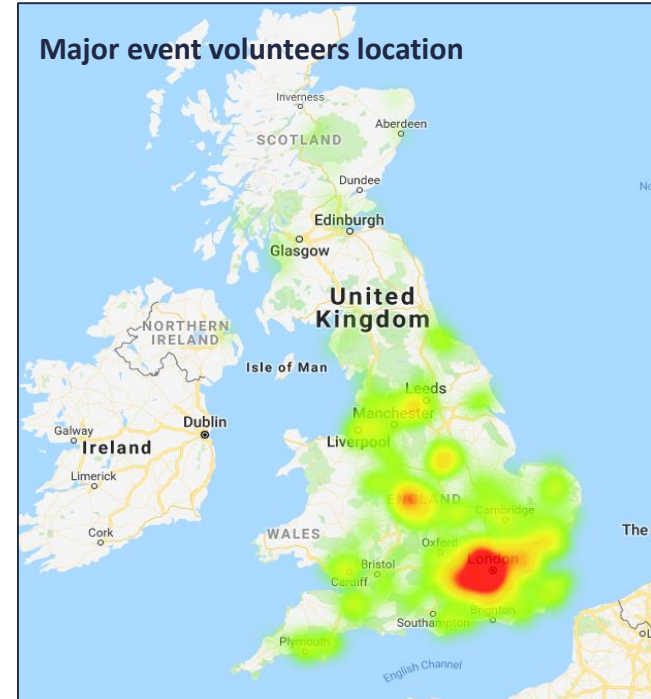 Major event volunteers location
Inverness
Aberdeen
SCOTLAND
Dundee
Edinburgh
Glasgow
United
Kingdom
NORTHERN
IRELAND
Isle of Man
Leeds
Manchester
Dublin
Galway
Liverpool
Ireland
Limerick
ENGLAND
Cambridge
Cork
WALES
Oxford
The
London
Bristol
Cardiff
Southampton
Brighton
Plymouth
English Channel